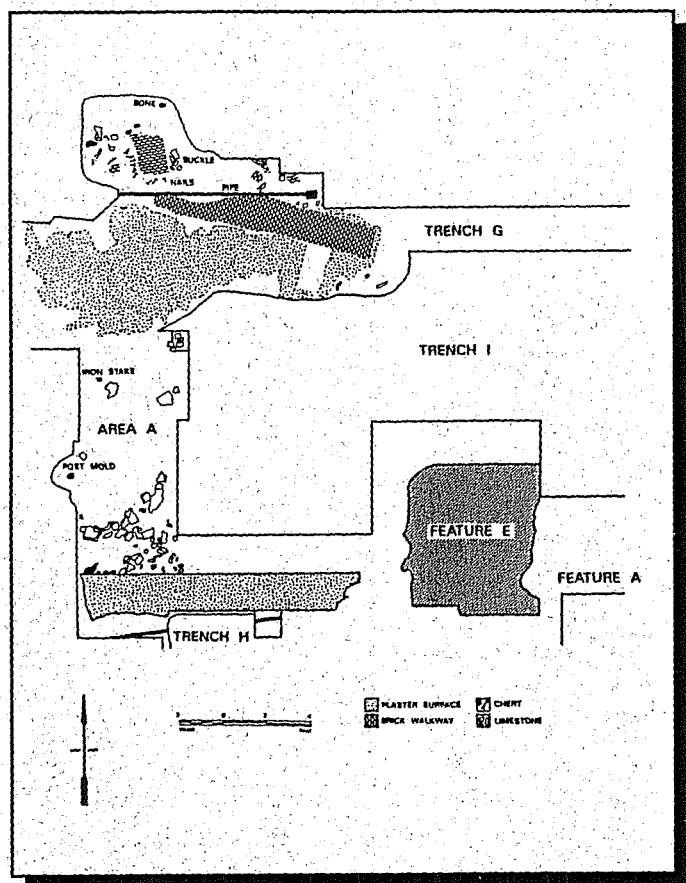 BONE
BUCKLE
NAILS
PIPE
TRENCH G
TRENCH I
IRON STAKE
AREA A
POST MOLD
FEATURE E
FEATURE A
TRENCH H
PLASTER SURFACE
CHERT
BRICK WALKWAY
LIMESTONE